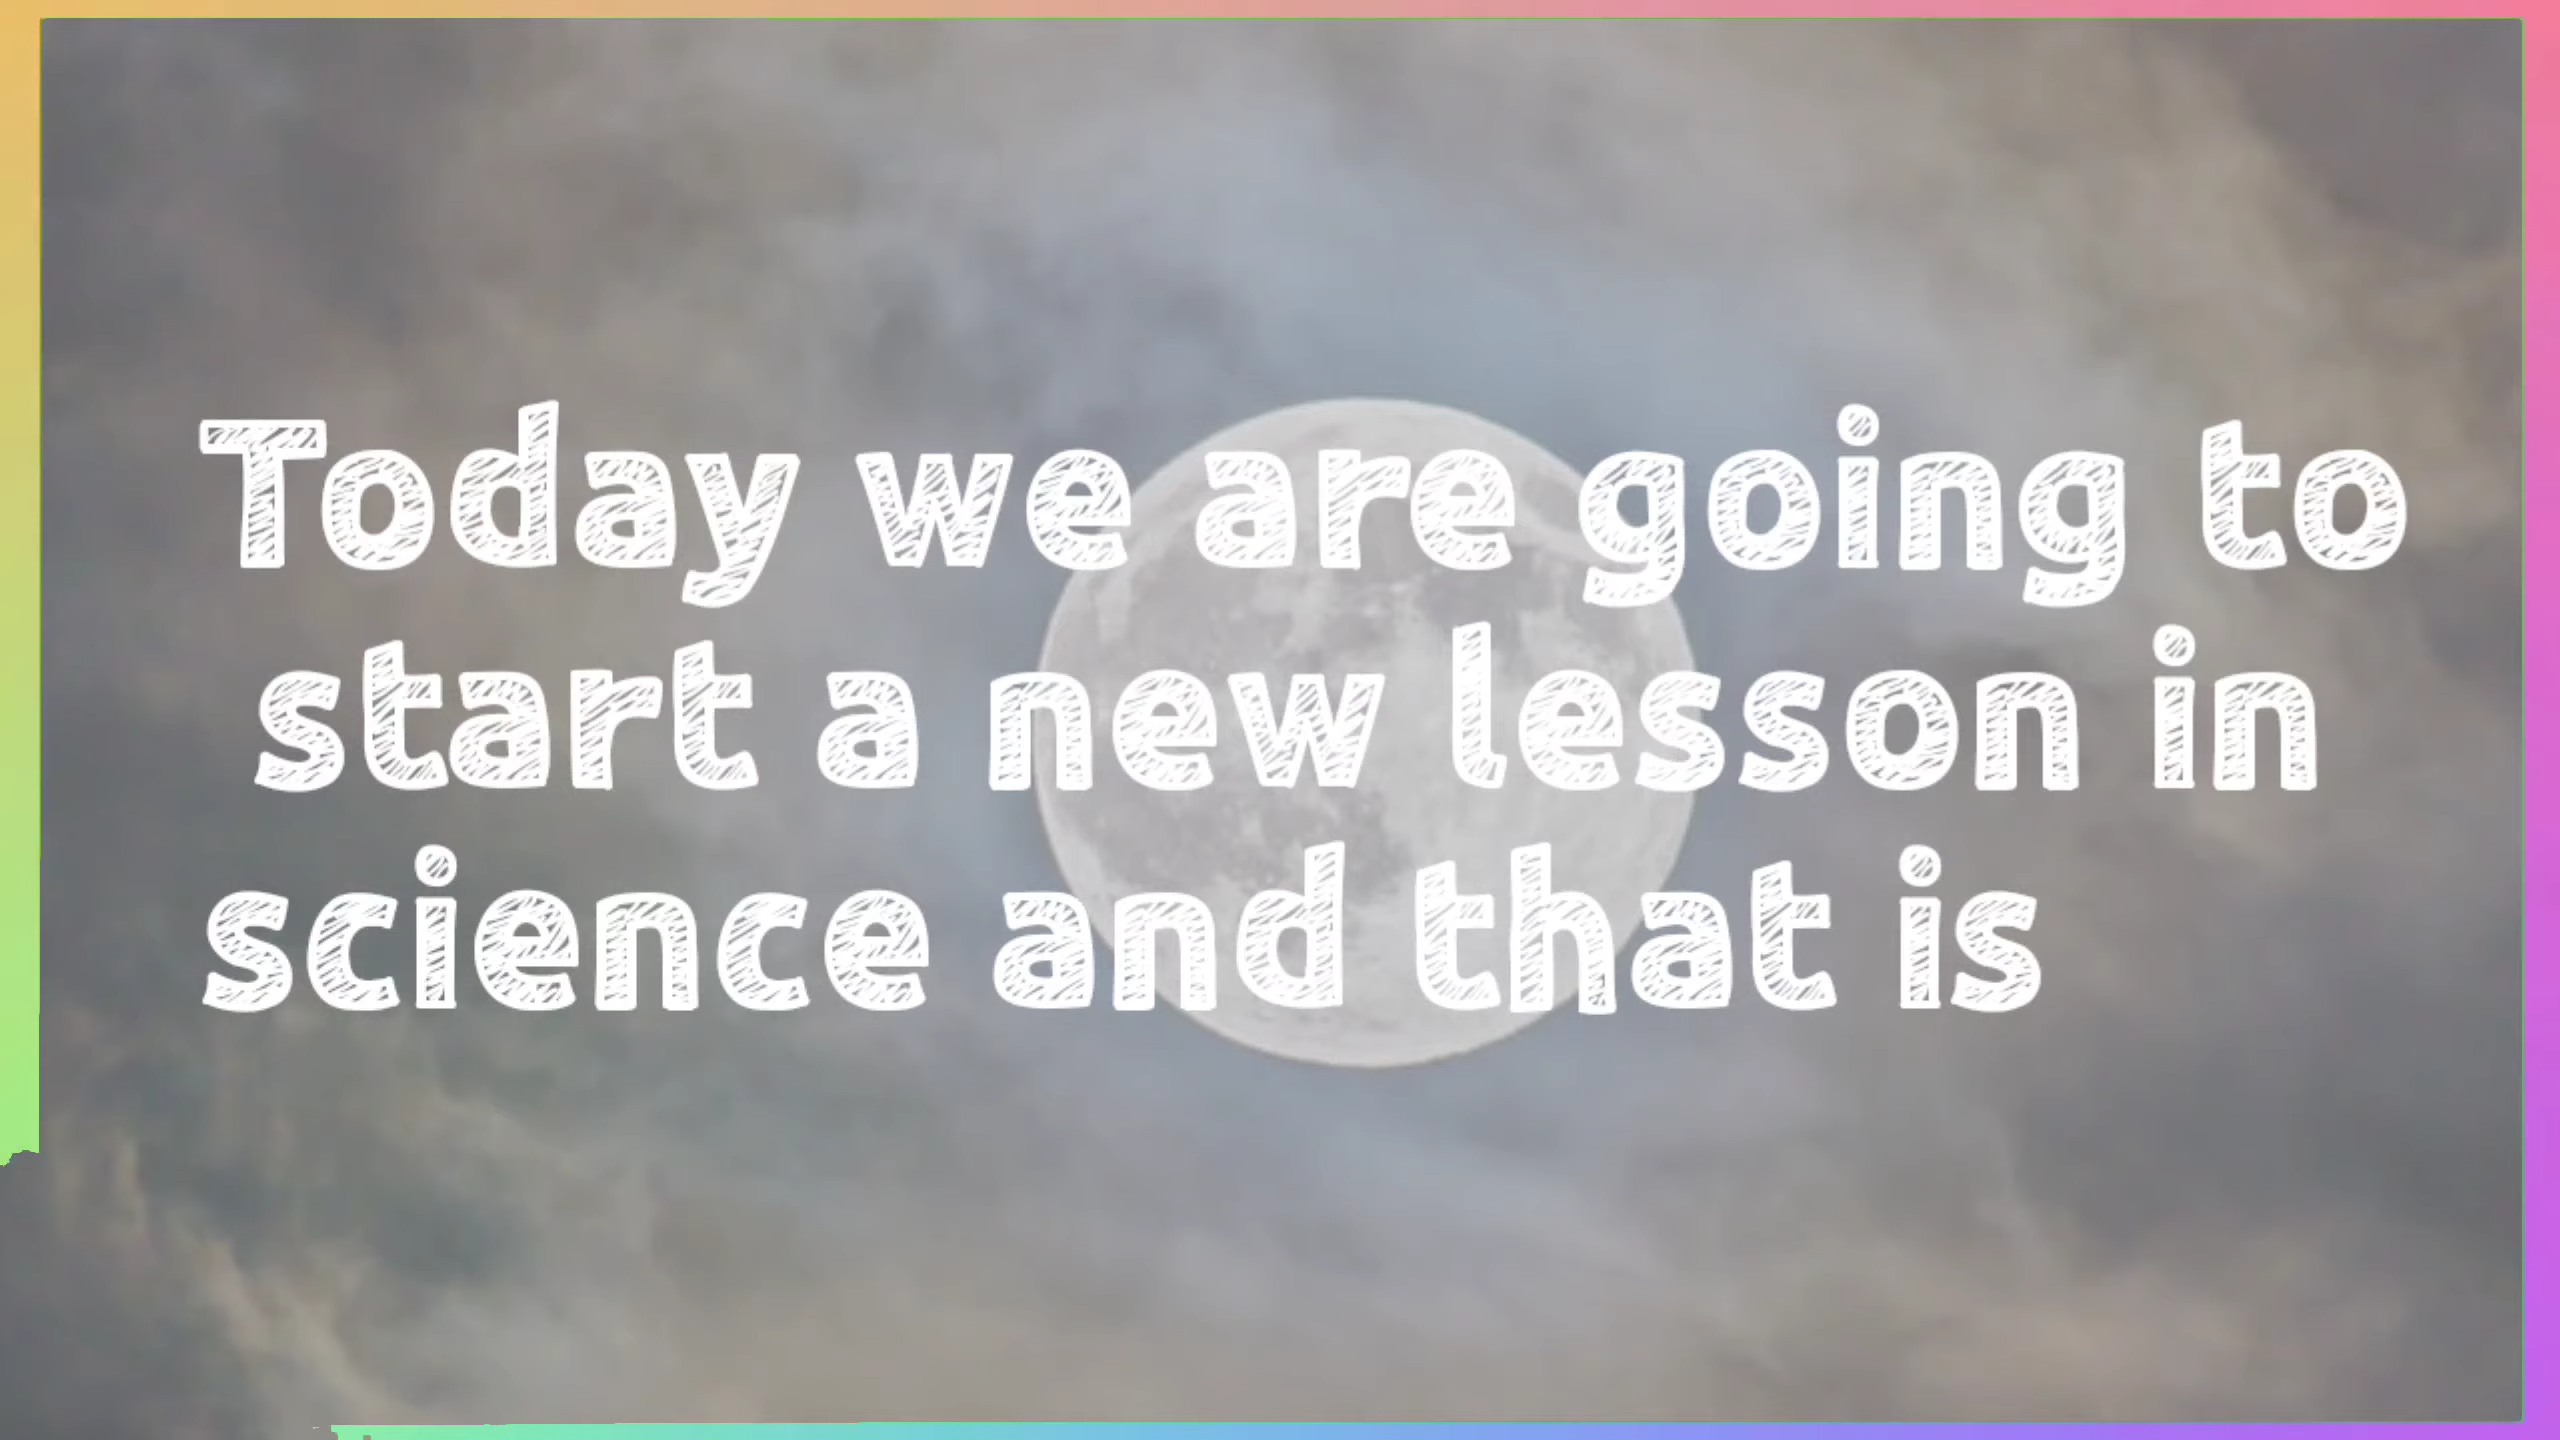 Today we are going to
start a new lesson in
science and that is